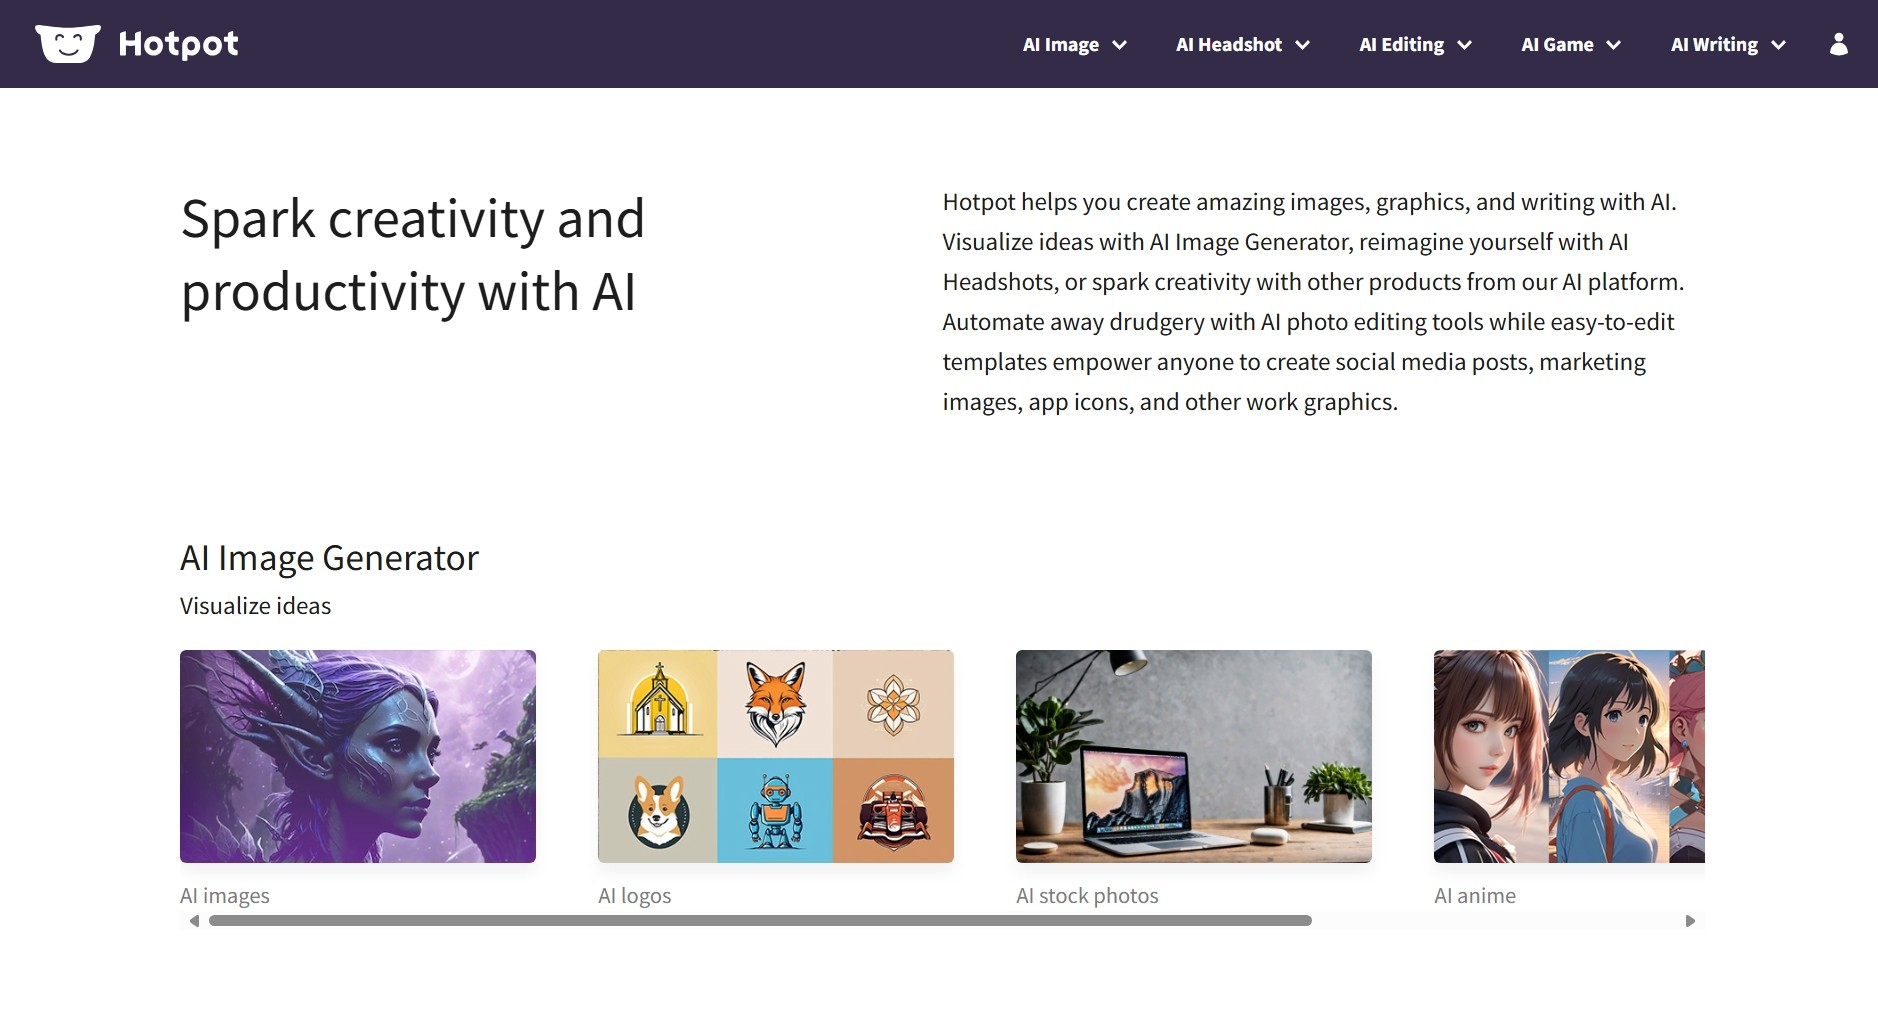 Hotpot
AI Image
AI Headshot
AI Editing
AI Game
AI Writing
Spark creativity and
productivity with AI
Hotpot helps you create amazing images, graphics, and writing with AI.
Visualize ideas with AI Image Generator, reimagine yourself with AI
Headshots, or spark creativity with other products from our AI platform.
Automate away drudgery with AI photo editing tools while easy-to-edit
templates empower anyone to create social media posts, marketing
images, app icons, and other work graphics.
AI Image Generator
Visualize ideas
AI images
AI logos
AI stock photos
AI anime